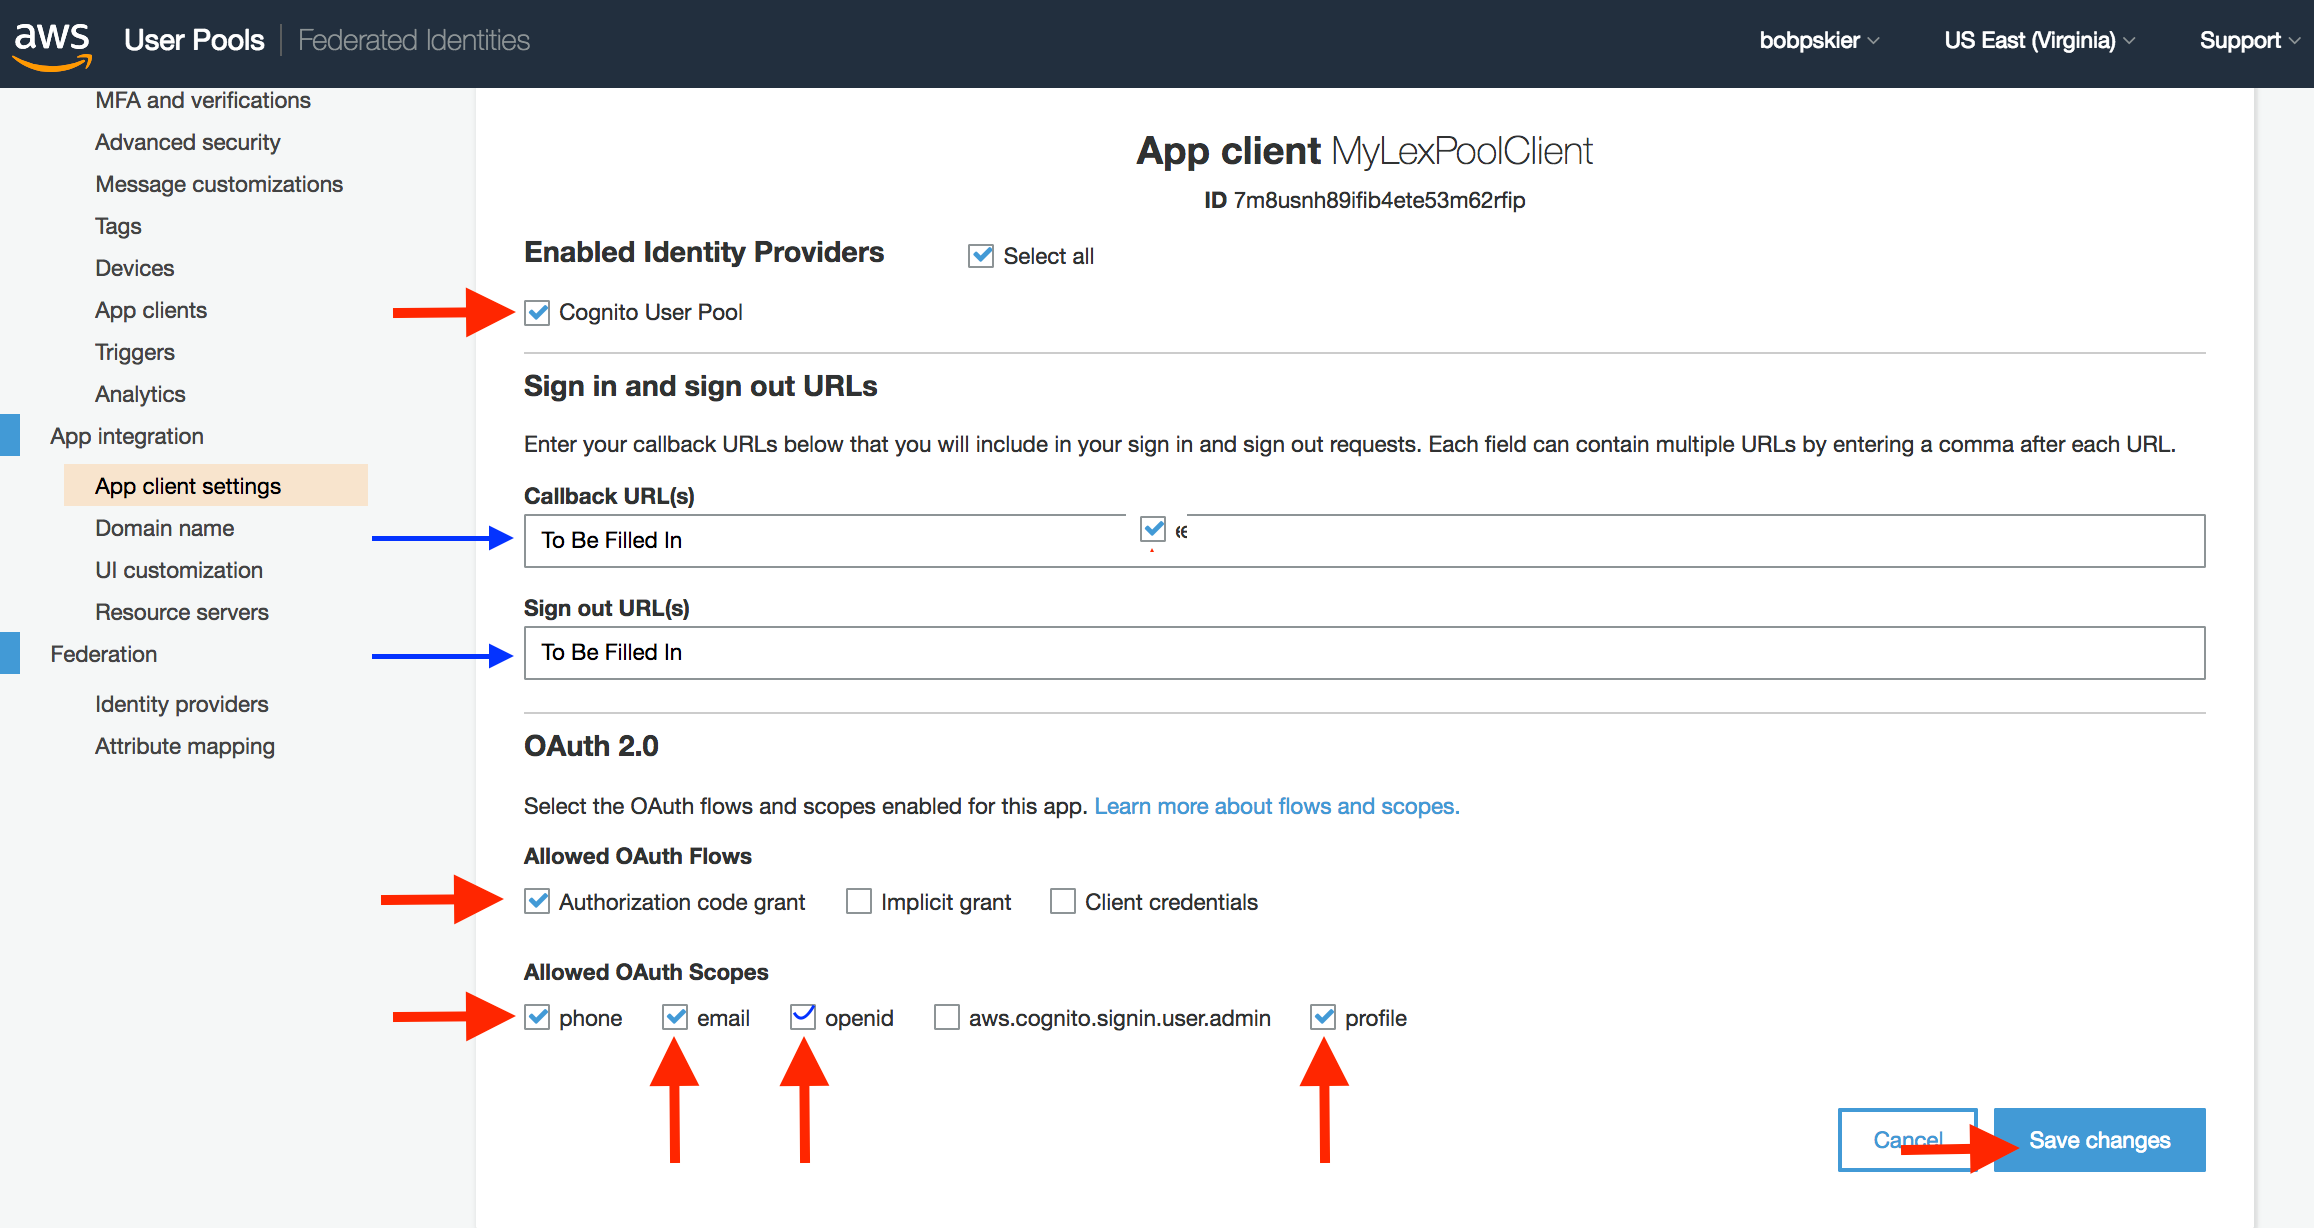 aws User Pools Federated Identities bobpskier US East (Virginia) Support
MFA and verifications
Advanced security
Message customizations
Tags
Devices
App clients
Triggers
Analytics
App integration
App client settings
Domain name
UI customization
Resource servers
Federation
Identity providers
Attribute mapping
App client MyLexPoolClient
ID 7m8usnh89ifib4ete53m62rfip
Enabled Identity Providers Select all
Cognito User Pool
Sign in and sign out URLs
Enter your callback URLs below that you will include in your sign in and sign out requests. Each field can contain multiple URLs by entering a comma after each URL.
Callback URL(s)
To Be Filled In
Sign out URL(s)
To Be Filled In
OAuth 2.0
Select the OAuth flows and scopes enabled for this app. Learn more about flows and scopes.
Allowed OAuth Flows
Authorization code grant Implicit grant Client credentials
Allowed OAuth Scopes
phone email openid aws.cognito.signin.user.admin profile
Cancel Save changes